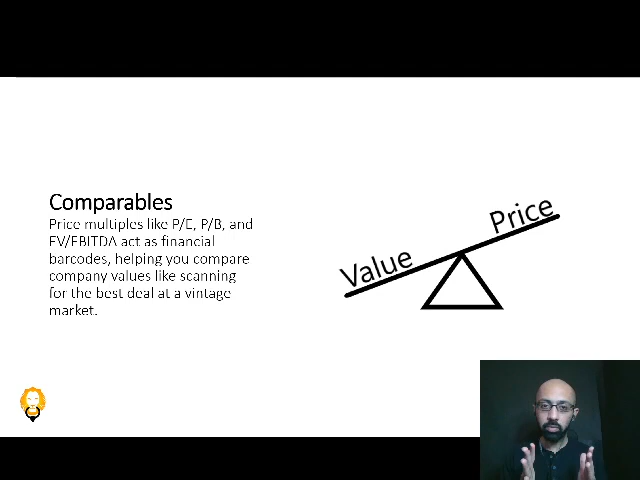 Comparables
Price multiples like P/E, P/B, and
EV/EBITDA act as financial
barcodes, helping you compare
company values like scanning
for the best deal at a vintage
market.
Value
Price